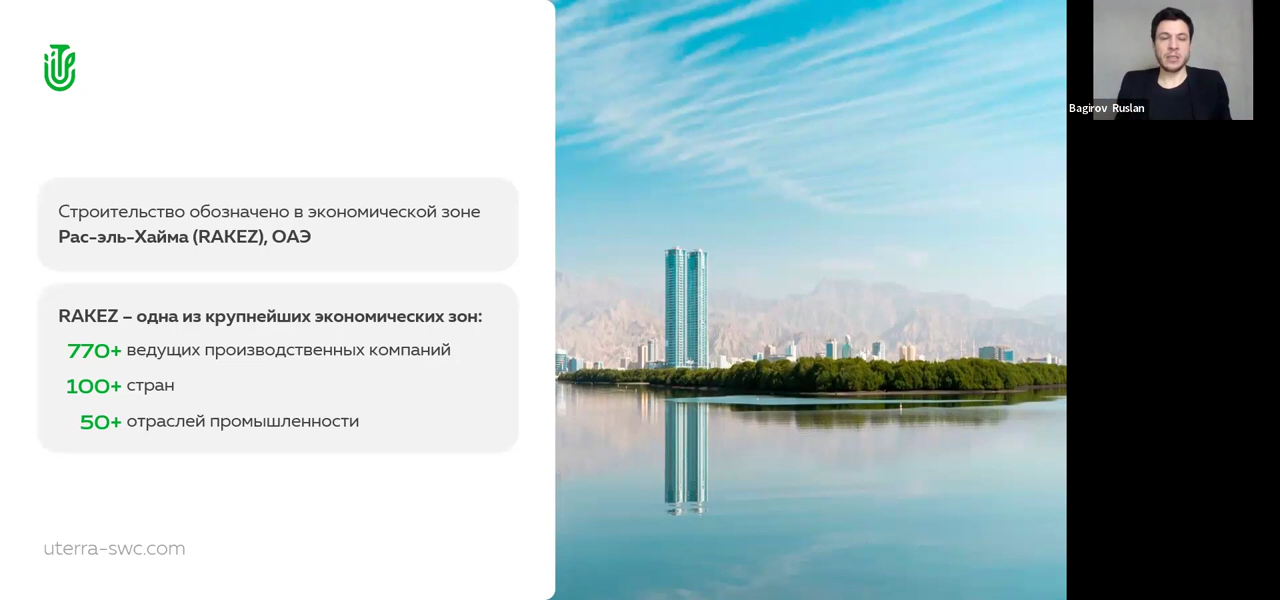 Строительство обозначено в экономической зоне
Рас-эль-Хайма (RAKEZ), ОАЭ
RAKEZ – одна из крупнейших экономических зон:
770+ ведущих производственных компаний
100+ стран
50+ отраслей промышленности
uterra-swc.com
Bagirov Ruslan